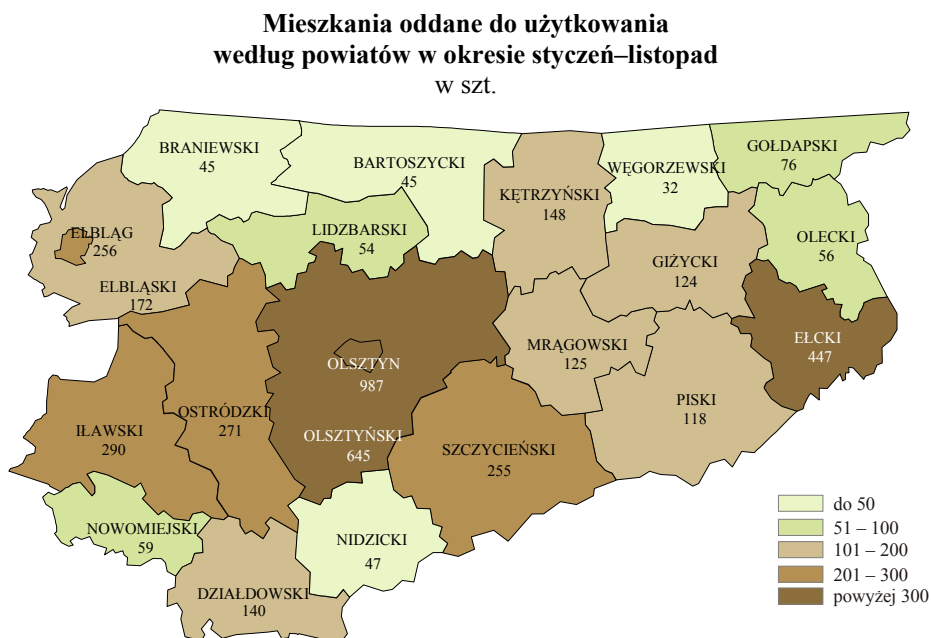 Mieszkania oddane do użytkowania
według powiatów w okresie styczeń–listopad
w szt.
BRANIEWSKI
45
BARTOSZYCKI
45
KĘTRZYŃSKI
148
WĘGORZEWSKI
32
GOŁDAPSKI
76
ELBLĄG
256
LIDZBARSKI
54
OLECKI
56
ELBLĄSKI
172
GIŻYCKI
124
EŁCKI
447
MRĄGOWSKI
125
OLSZTYN
987
PISKI
118
OSTRÓDZKI
271
IŁAWSKI
290
OLSZTYŃSKI
645
SZCZYCIEŃSKI
255
NOWOMIEJSKI
59
NIDZICKI
47
DZIAŁDOWSKI
140
do 50
51 – 100
101 – 200
201 – 300
powyżej 300